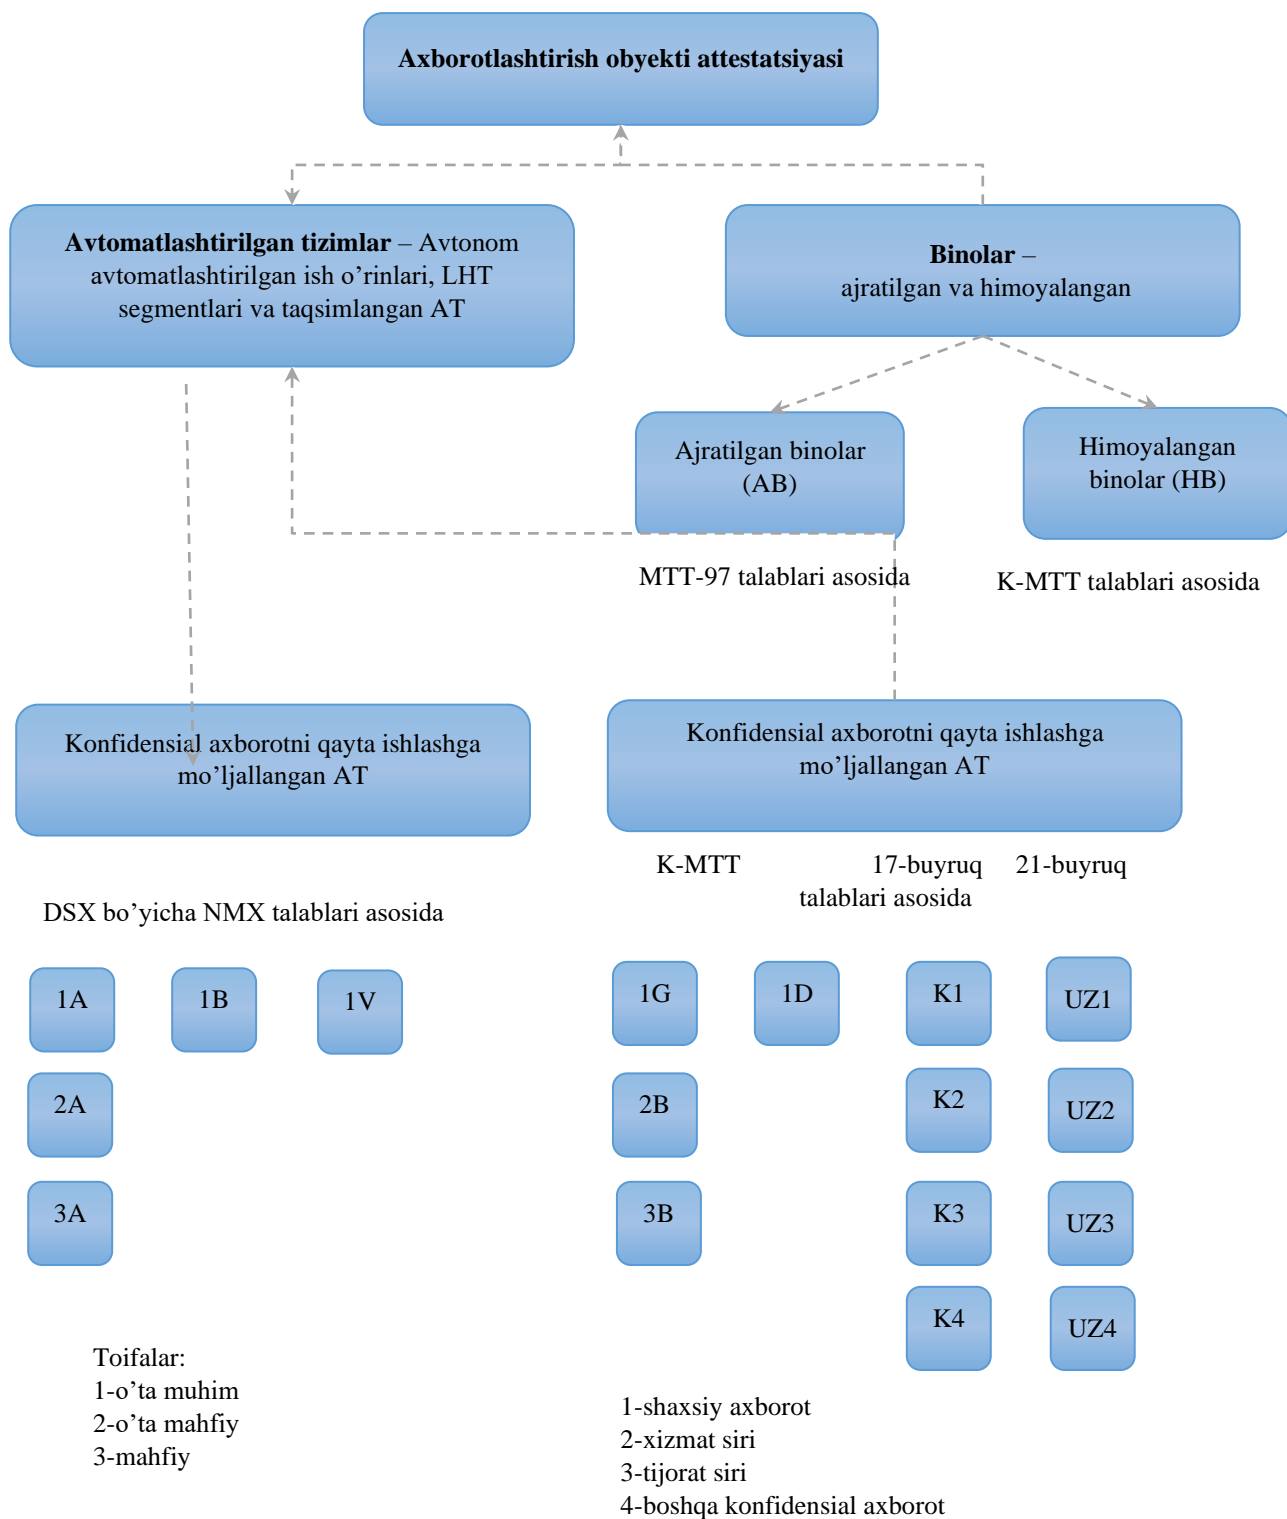 Axborotlashtirish obyekti attestatsiyasi
Avtomatlashtirilgan tizimlar – Avtonom
avtomatlashtirilgan ish o’rinlari, LHT
segmentlari va taqsimlangan AT
Binolar –
ajratilgan va himoyalangan
Ajratilgan binolar
(AB)
Himoyalangan
binolar (HB)
MTT-97 talablari asosida
K-MTT talablari asosida
Konfidensial axborotni qayta ishlashga
mo’ljallangan AT
Konfidensial axborotni qayta ishlashga
mo’ljallangan AT
K-MTT 17-buyruq 21-buyruq
talablari asosida
DSX bo’yicha NMX talablari asosida
1A 1B 1V
2A
3A
1G 1D K1 UZ1
2B K2 UZ2
3B K3 UZ3
K4 UZ4
Toifalar:
1-o’ta muhim
2-o’ta mahfiy
3-mahfiy
1-shaxsiy axborot
2-xizmat siri
3-tijorat siri
4-boshqa konfidensial axborot